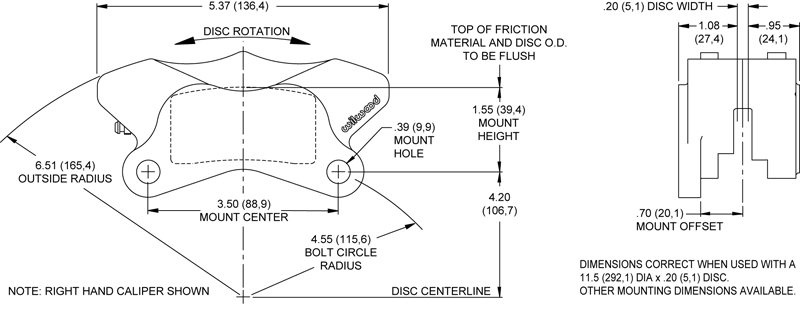 5.37 (136,4)
DISC ROTATION
TOP OF FRICTION
MATERIAL AND DISC O.D.
TO BE FLUSH
wilwood
.39 (9,9)
MOUNT
HOLE
1.55 (39,4)
MOUNT
HEIGHT
6.51 (165,4)
OUTSIDE RADIUS
3.50 (88,9)
MOUNT CENTER
4.20
(106,7)
4.55 (115,6)
BOLT CIRCLE
RADIUS
NOTE: RIGHT HAND CALIPER SHOWN
DISC CENTERLINE
.20 (5,1) DISC WIDTH
1.08
(27,4)
.95
(24,1)
.70 (20,1)
MOUNT OFFSET
DIMENSIONS CORRECT WHEN USED WITH A
11.5 (292,1) DIA x .20 (5,1) DISC.
OTHER MOUNTING DIMENSIONS AVAILABLE.